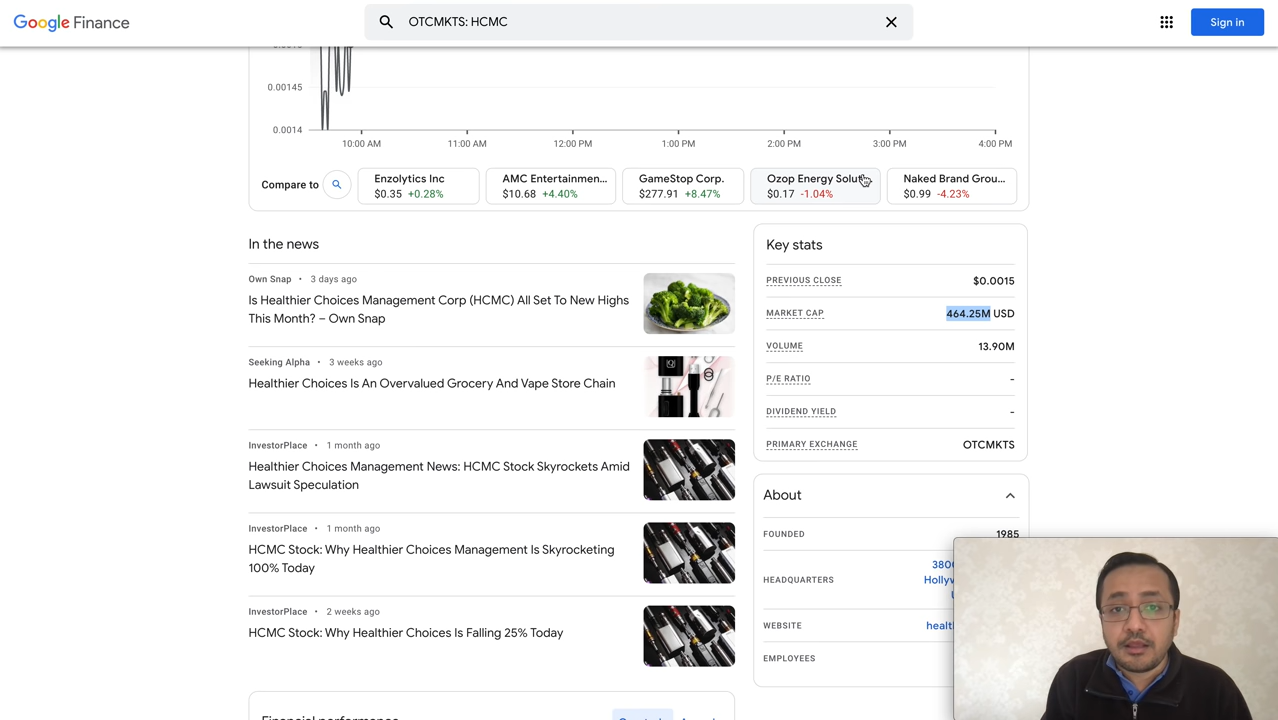 Google Finance
OTCMKTS: HCMC
Sign in
0.00145
0.0014
10:00 AM 11:00 AM 12:00 PM 1:00 PM 2:00 PM 3:00 PM 4:00 PM
Compare to
Enzolytics Inc
$0.35 +0.28%
AMC Entertainmen...
$10.68 +4.40%
GameStop Corp.
$277.91 +8.47%
Ozop Energy
$0.17 -1.04%
Naked Brand Grou...
$0.99 -4.23%
In the news
Own Snap • 3 days ago
Is Healthier Choices Management Corp (HCMC) All Set To New Highs
This Month? – Own Snap
Seeking Alpha • 3 weeks ago
Healthier Choices Is An Overvalued Grocery And Vape Store Chain
InvestorPlace • 1 month ago
Healthier Choices Management News: HCMC Stock Skyrockets Amid
Lawsuit Speculation
InvestorPlace • 1 month ago
HCMC Stock: Why Healthier Choices Management Is Skyrocketing
100% Today
InvestorPlace • 2 weeks ago
HCMC Stock: Why Healthier Choices Is Falling 25% Today
Key stats
PREVIOUS CLOSE $0.0015
MARKET CAP 464.25M USD
VOLUME 13.90M
P/E RATIO -
DIVIDEND YIELD -
PRIMARY EXCHANGE OTCMKTS
About
FOUNDED 1985
HEADQUARTERS
WEBSITE
EMPLOYEES